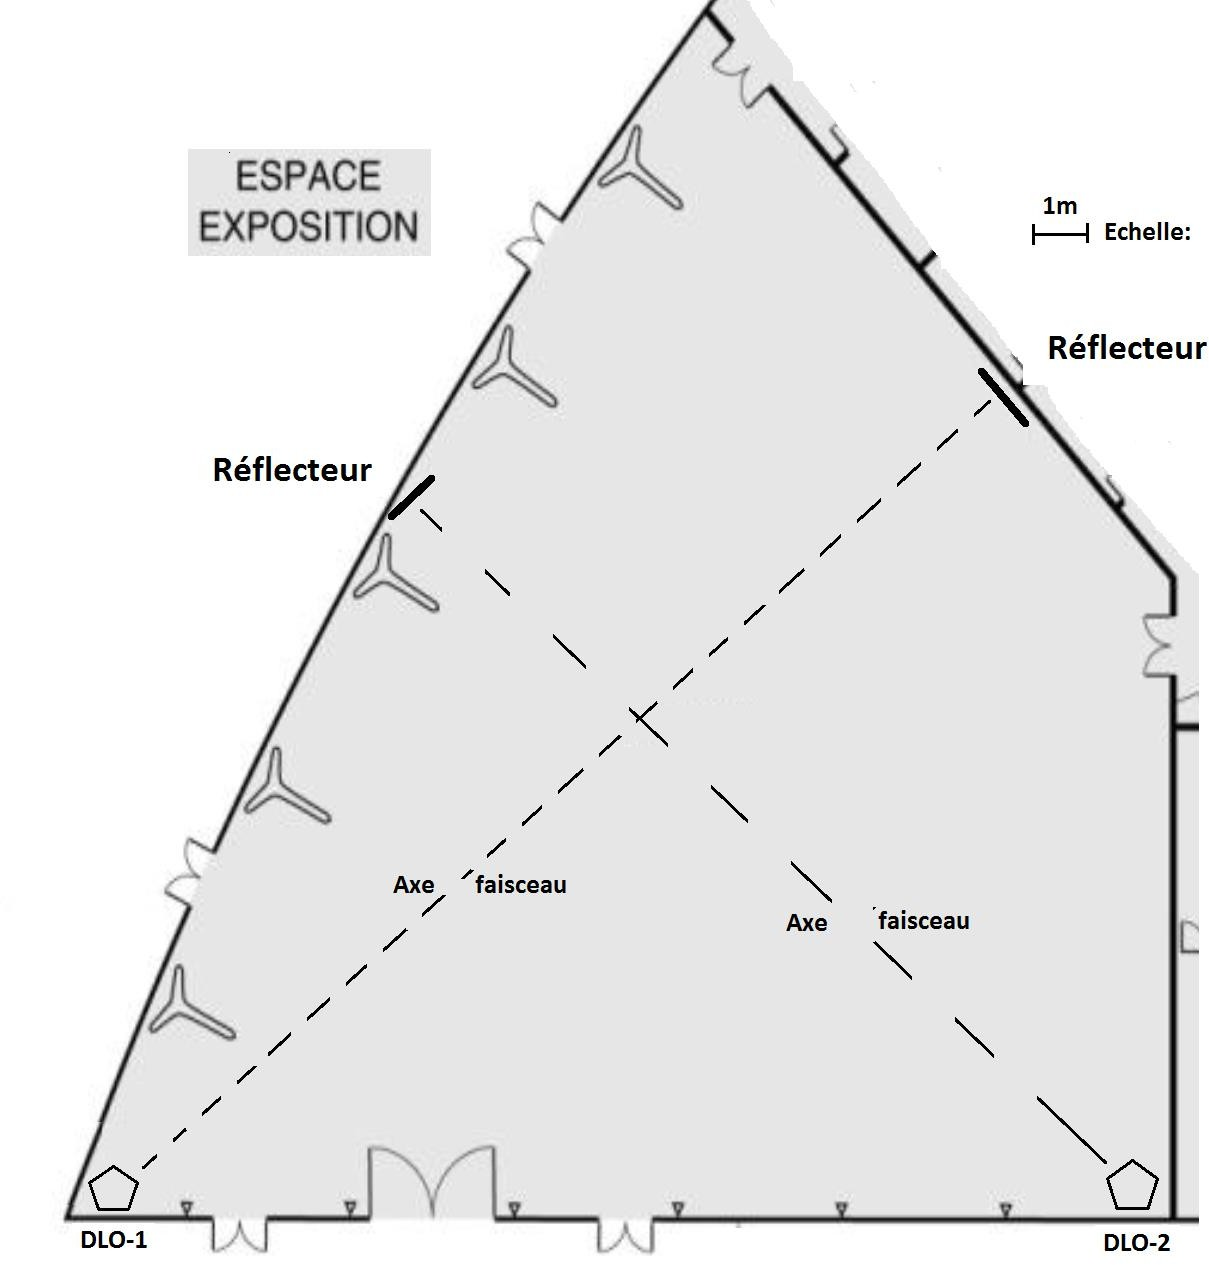 ESPACE
EXPOSITION
1m
Echelle:
Réflecteur
Réflecteur
Axe faisceau
Axe faisceau
DLO-1
DLO-2